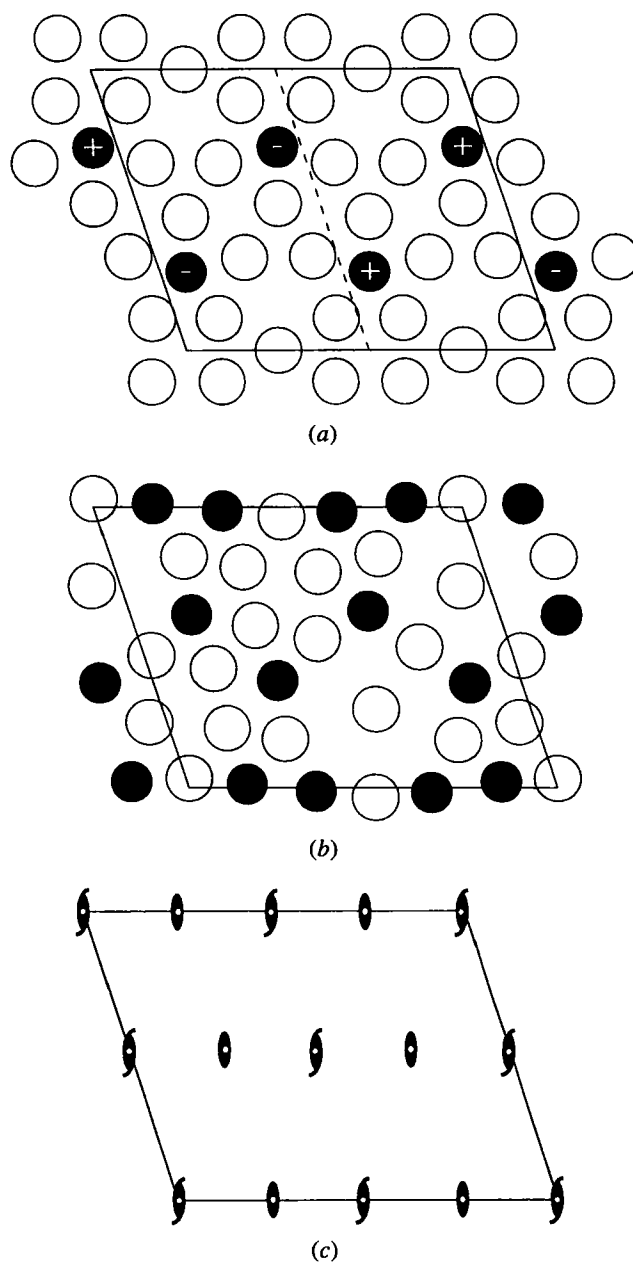 + - +
- + -
(a)
(b)
(c)